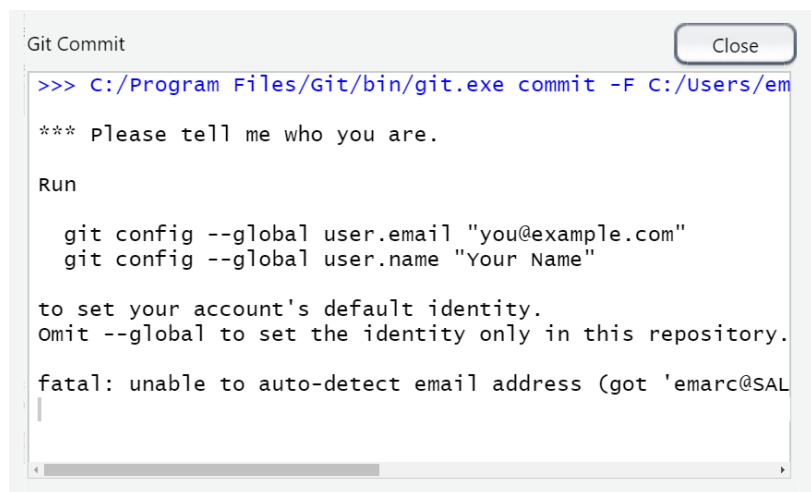 Git Commit
Close
>>> C:/Program Files/Git/bin/git.exe commit -F C:/Users/em
*** Please tell me who you are.
Run
git config --global user.email "you@example.com"
git config --global user.name "Your Name"
to set your account's default identity.
Omit --global to set the identity only in this repository.
fatal: unable to auto-detect email address (got 'emarc@SAL